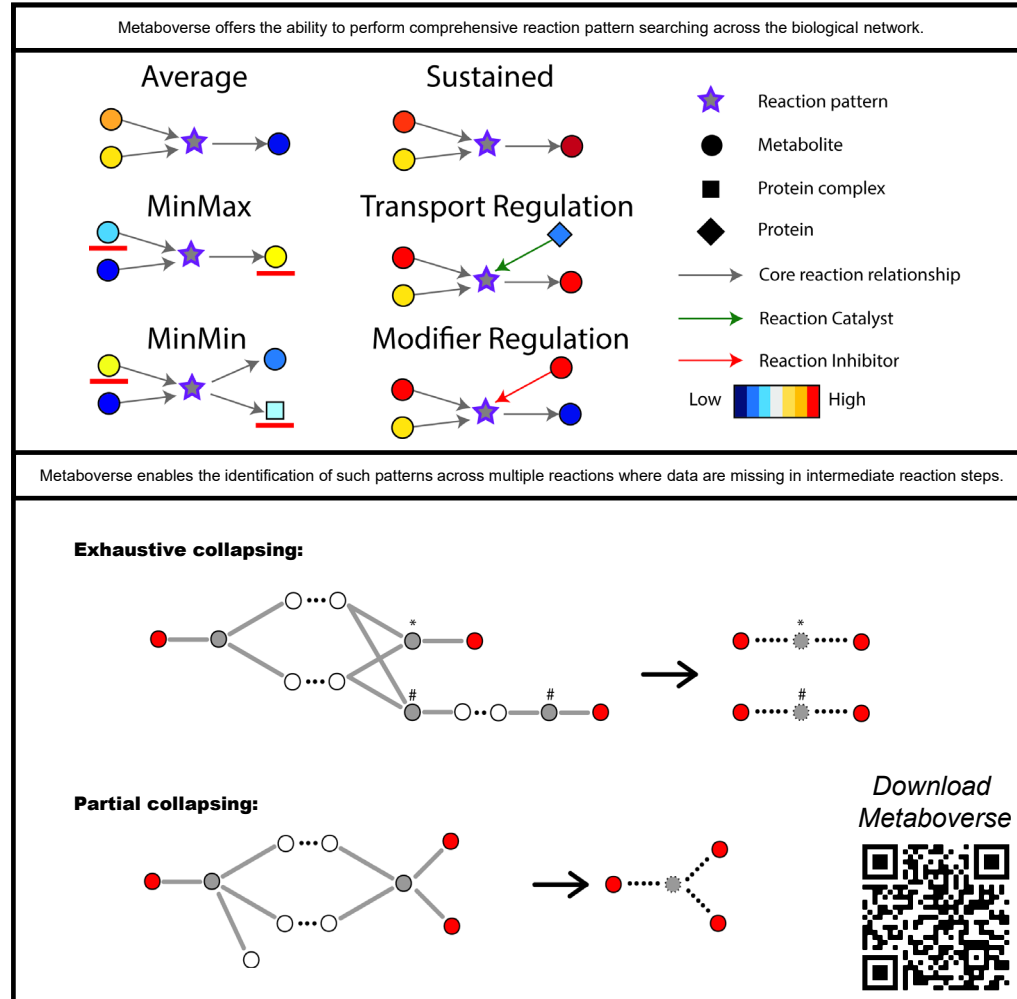 Metaboverse offers the ability to perform comprehensive reaction pattern searching across the biological network.
Average
Sustained
MinMax
Transport Regulation
MinMin
Modifier Regulation
Reaction pattern
Metabolite
Protein complex
Protein
Core reaction relationship
Reaction Catalyst
Reaction Inhibitor
Low High
Metaboverse enables the identification of such patterns across multiple reactions where data are missing in intermediate reaction steps.
Exhaustive collapsing:
*
*
# #
#
Partial collapsing:
Download
Metaboverse